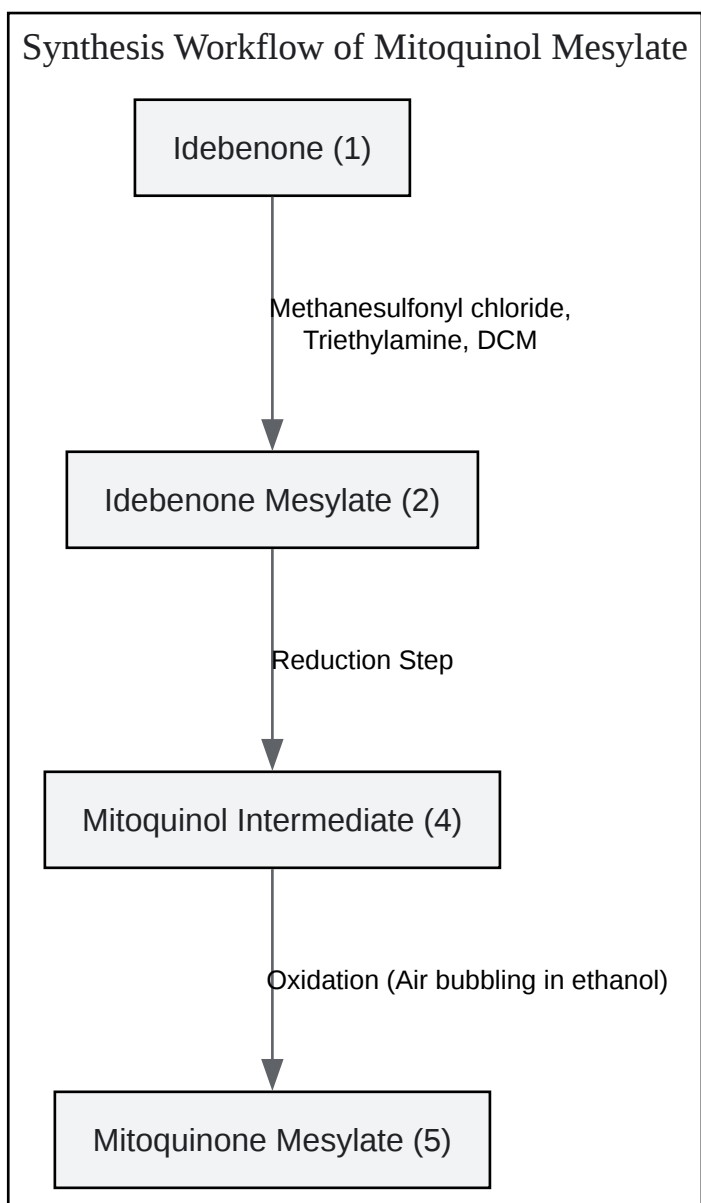 Synthesis Workflow of Mitoquinol Mesylate
Idebenone (1)
Methanesulfonyl chloride,
Triethylamine, DCM
Idebenone Mesylate (2)
Reduction Step
Mitoquinol Intermediate (4)
Oxidation (Air bubbling in ethanol)
Mitoquinone Mesylate (5)